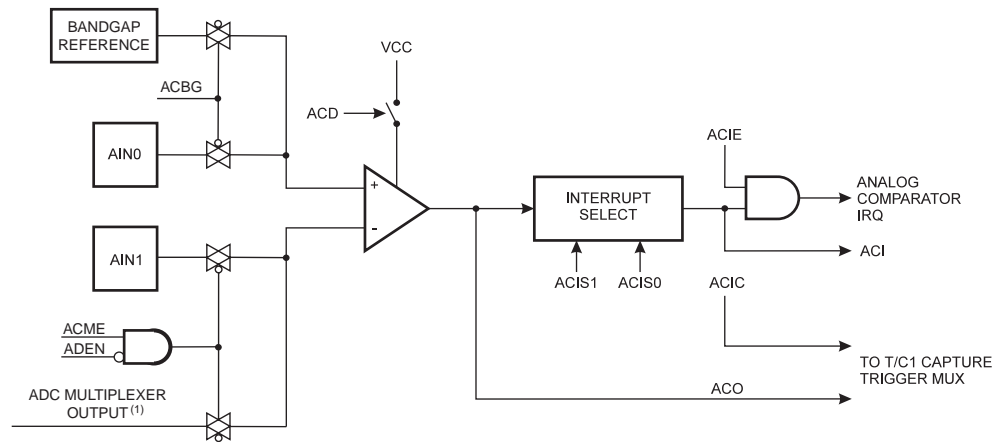 BANDGAP
REFERENCE
ACBG
AIN0
AIN1
ACME
ADEN
ADC MULTIPLEXER
OUTPUT (1)
VCC
ACD
+
-
INTERRUPT
SELECT
ACIS1
ACIS0
ACIE
ANALOG
COMPARATOR
IRQ
ACI
ACIC
TO T/C1 CAPTURE
TRIGGER MUX
ACO